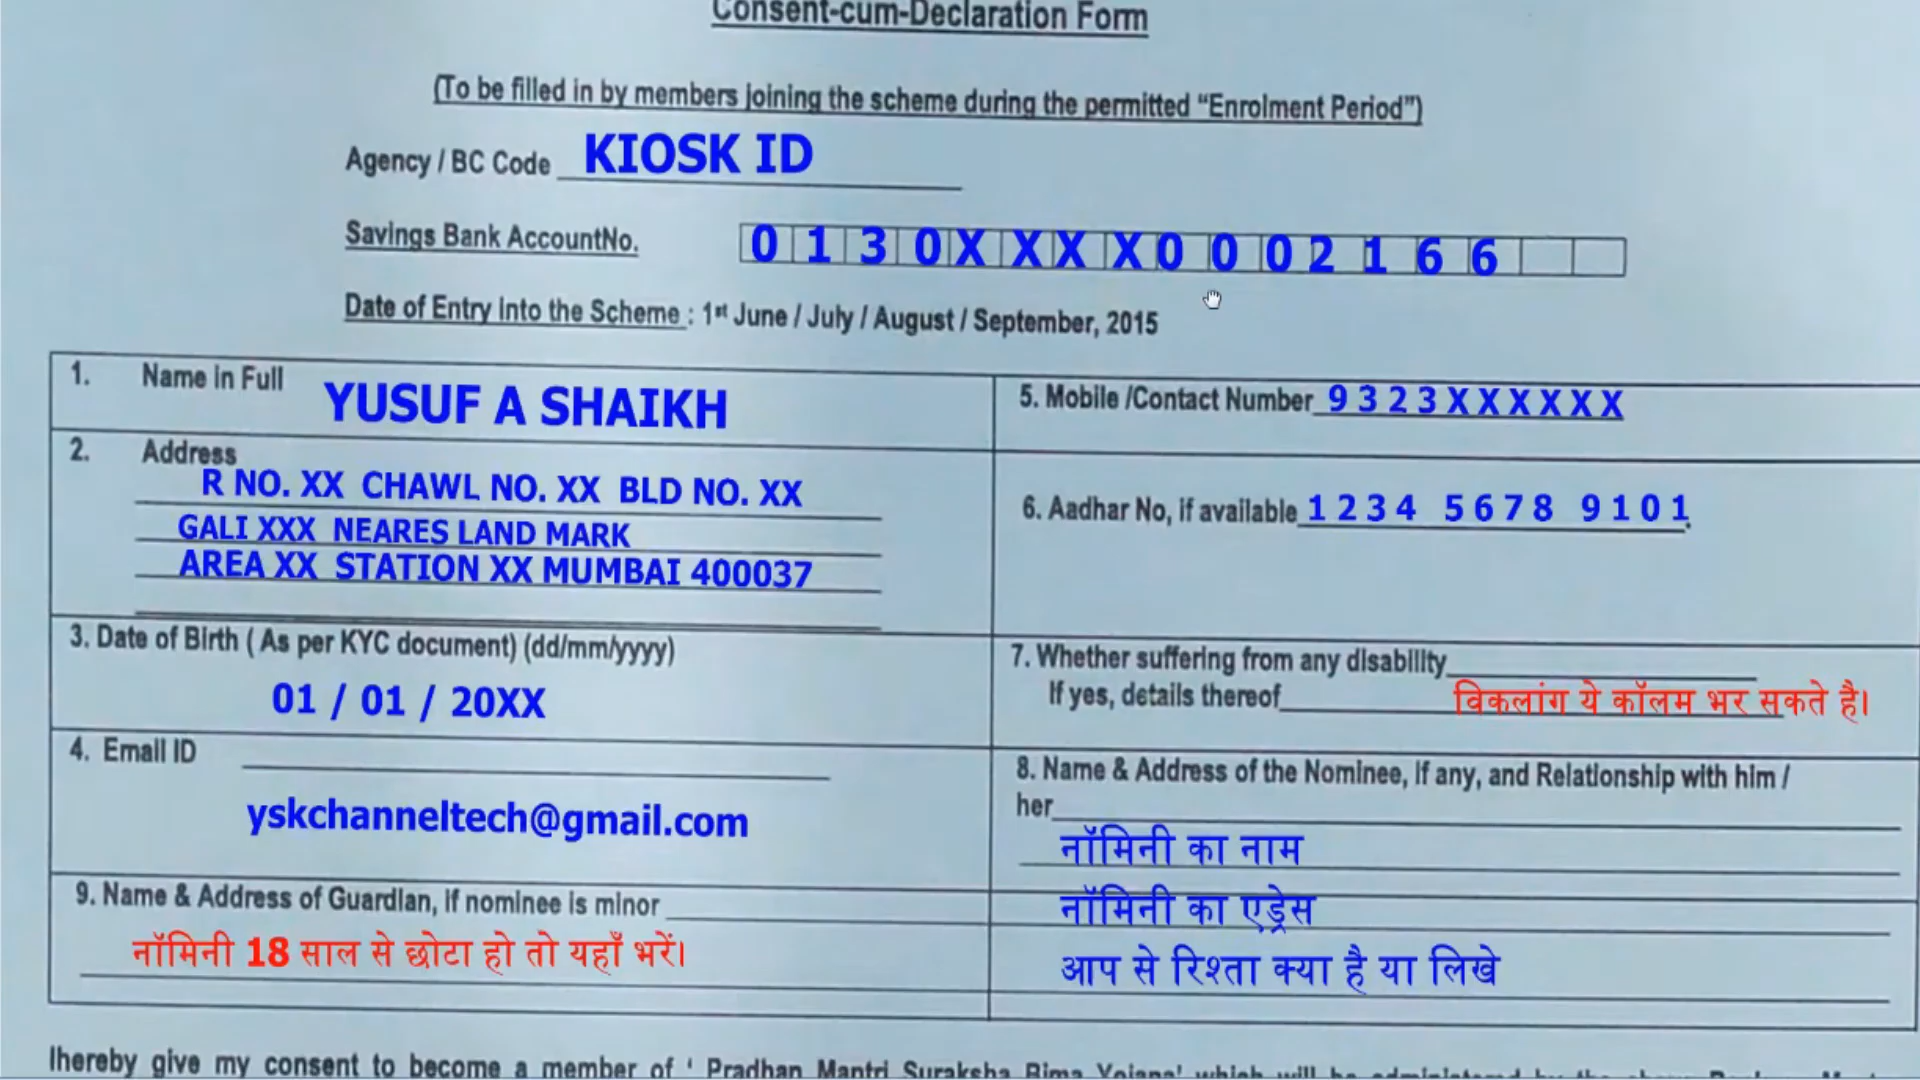 Consent-cum-Declaration Form
(To be filled in by members joining the scheme during the permitted “Enrolment Period”)
Agency / BC Code KIOSK ID
Savings Bank AccountNo. 0 1 3 0 X X X X 0 0 0 2 1 6 6
Date of Entry into the Scheme : 1st June / July / August / September, 2015
1. Name in Full YUSUF A SHAIKH
2. Address
R NO. XX CHAWL NO. XX BLD NO. XX
GALI XXX NEARES LAND MARK
AREA XX STATION XX MUMBAI 400037
3. Date of Birth ( As per KYC document) (dd/mm/yyyy)
01 / 01 / 20XX
4. Email ID
yskchanneltech@gmail.com
5. Mobile /Contact Number 9 3 2 3 X X X X X X
6. Aadhar No, if available 1 2 3 4 5 6 7 8 9 1 0 1.
7. Whether suffering from any disability
If yes, details thereof विकलांग ये कॉलम भर सकते है।
8. Name & Address of the Nominee, if any, and Relationship with him /
her
नॉमिनी का नाम
नॉमिनी का एड्रेस
आप से रिश्ता क्या है या लिखे
9. Name & Address of Guardian, if nominee is minor
नॉमिनी 18 साल से छोटा हो तो यहाँ भरें।
Ihereby give my consent to become a member of ‘ Pradhan Mantri Suraksha Bima Yojana’ which will be administered by the above